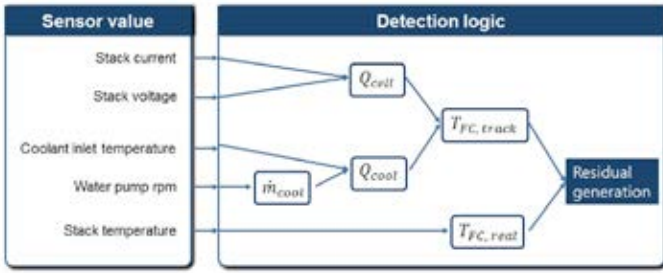 Sensor value
Detection logic
Stack current
Stack voltage
Coolant inlet temperature
Water pump rpm
Stack temperature
Q_cell
ṁ_cool
Q_cool
T_FC,track
T_FC,real
Residual
generation